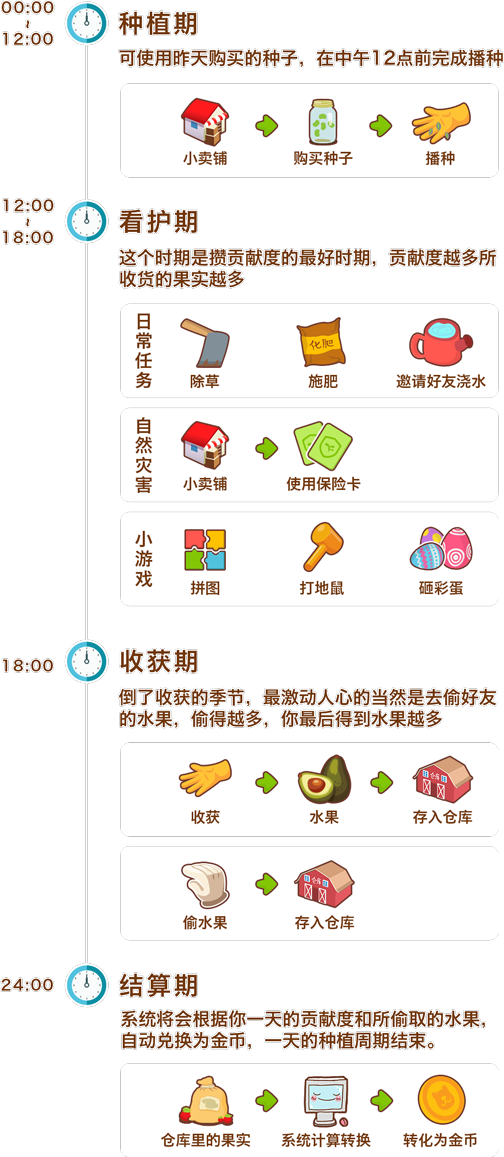 00:00
~
12:00
种植期
可使用昨天购买的种子，在中午12点前完成播种
小卖铺
购买种子
播种
12:00
~
18:00
看护期
这个时期是攒贡献度的最好时期，贡献度越多所
收货的果实越多
日常任务
化肥
除草
施肥
邀请好友浇水
自然灾害
小卖铺
使用保险卡
小游戏
拼图
打地鼠
砸彩蛋
18:00
收获期
倒了收获的季节，最激动人心的当然是去偷好友
的水果，偷得越多，你最后得到水果越多
仓库
收获
水果
存入仓库
仓库
偷水果
存入仓库
24:00
结算期
系统将会根据你一天的贡献度和所偷取的水果，
自动兑换为金币，一天的种植周期结束。
仓库里的果实
系统计算转换
转化为金币